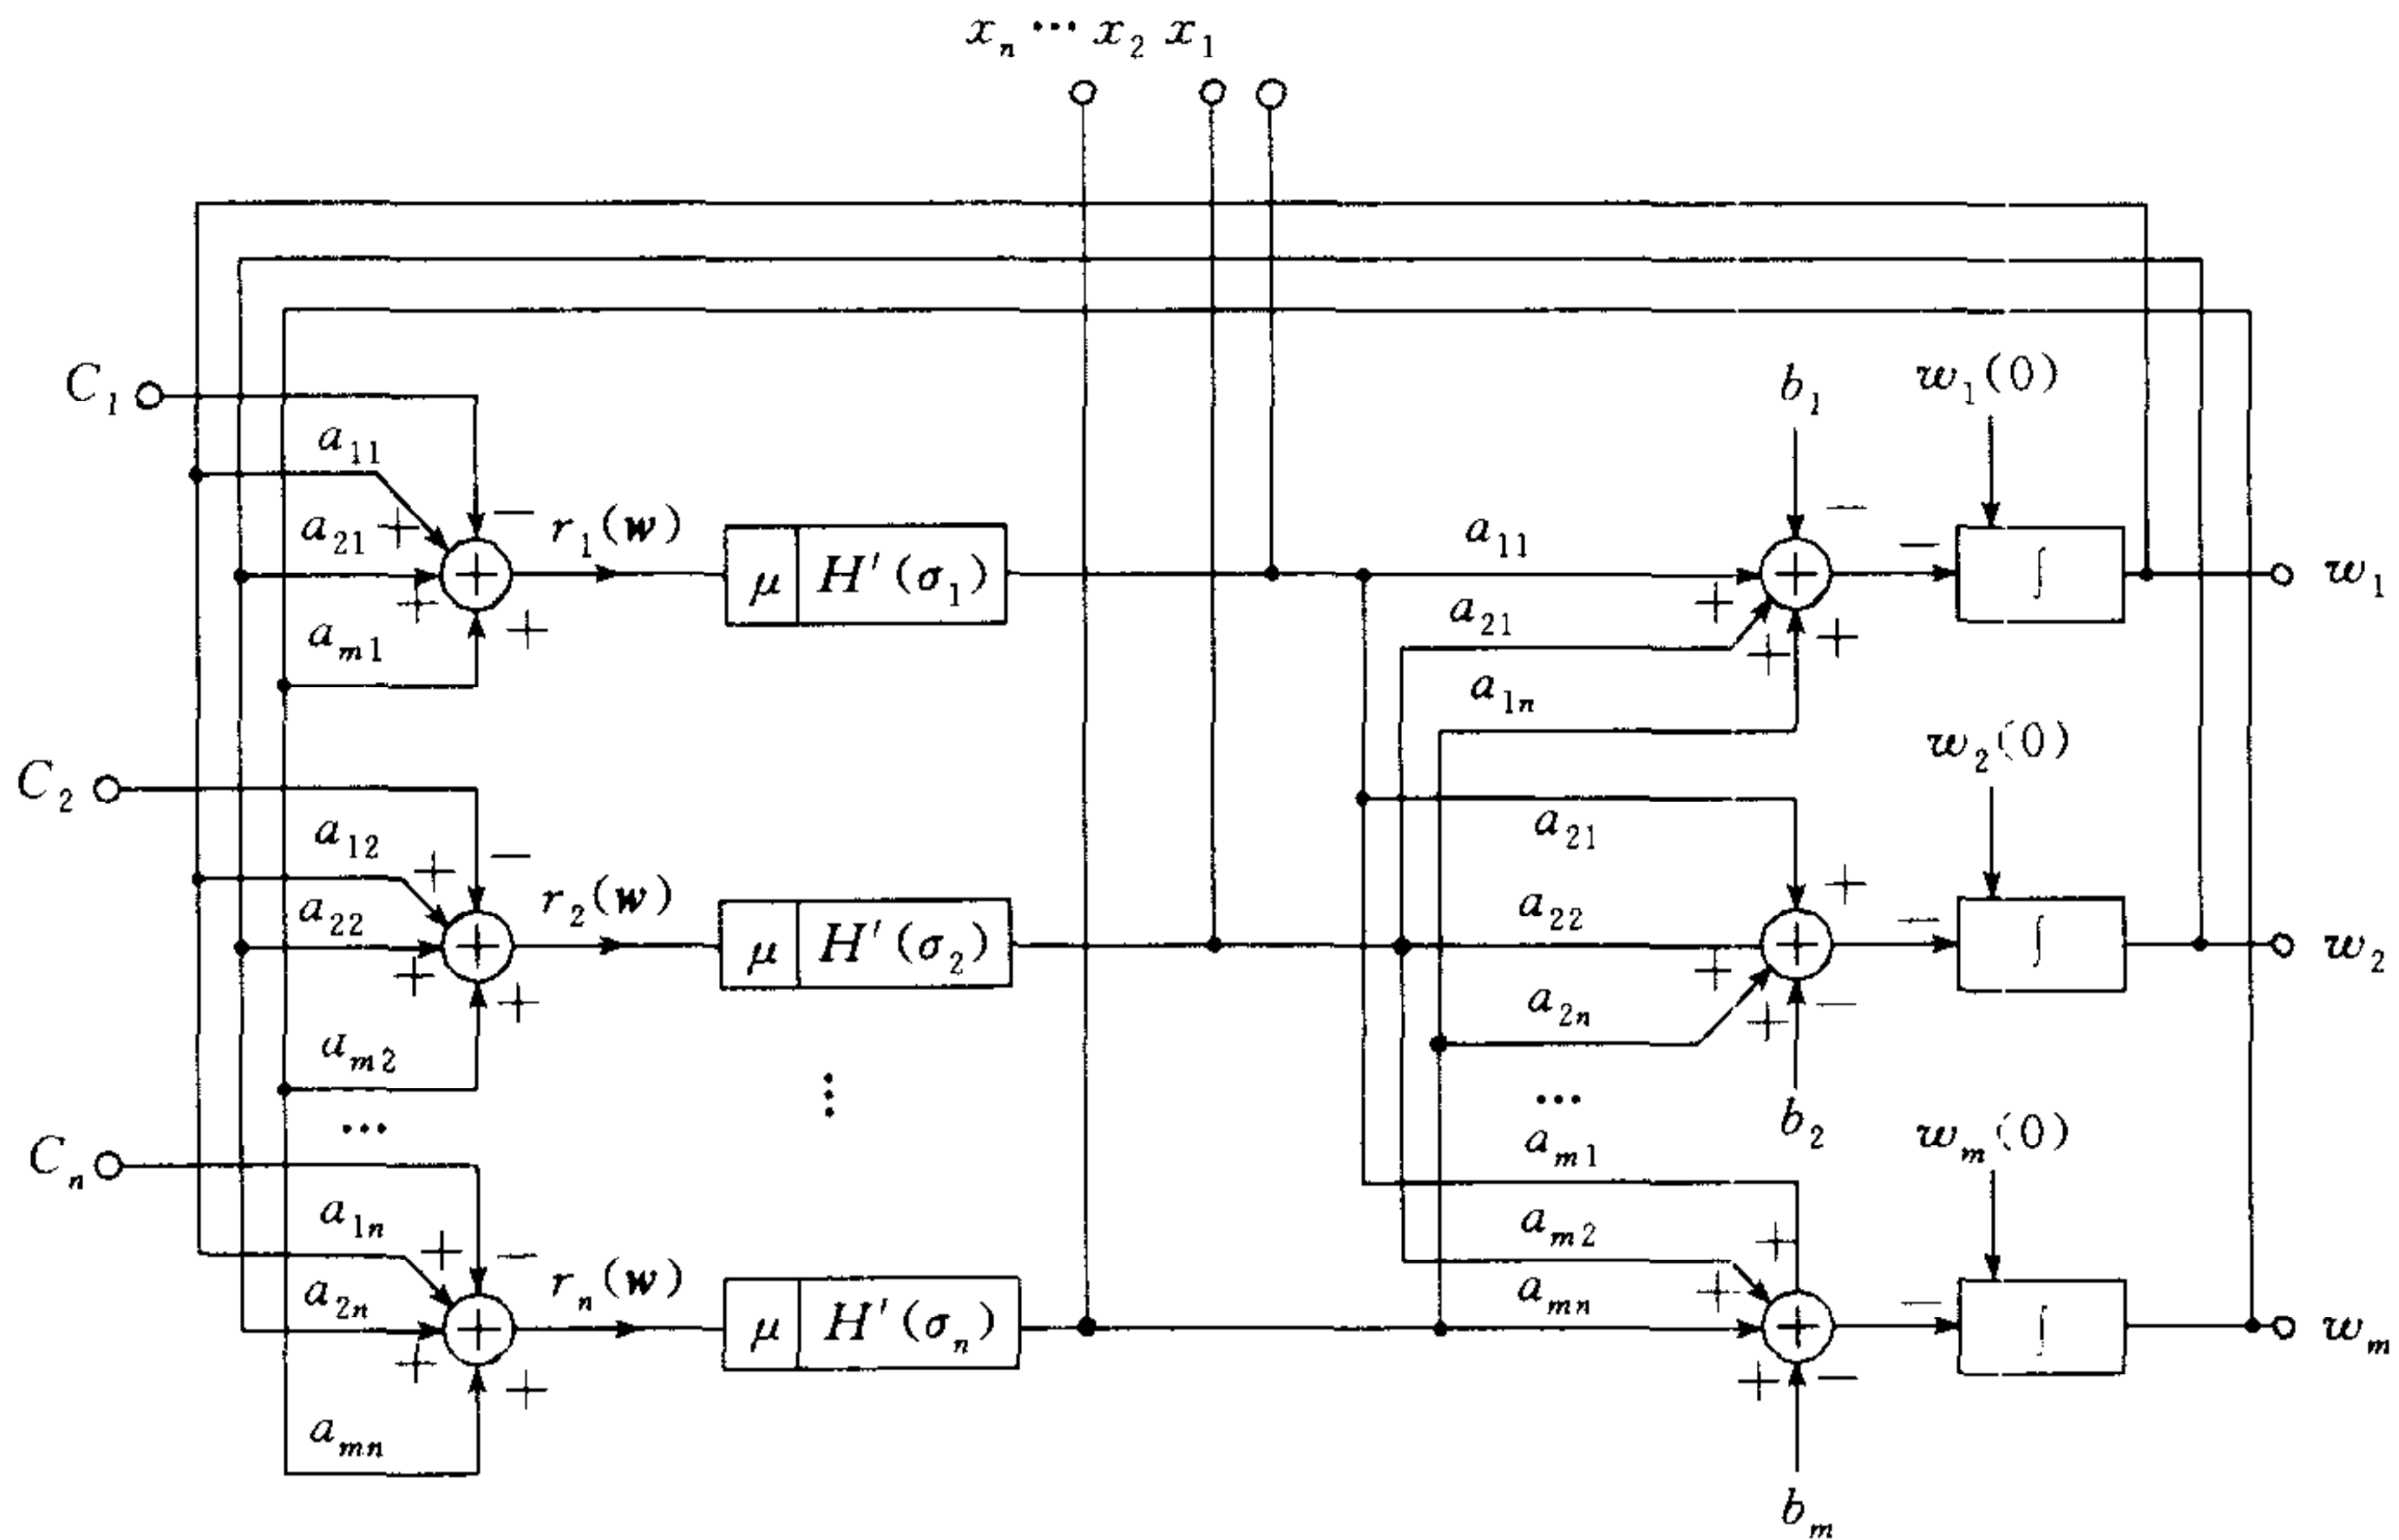 xₙ ··· x₂ x₁
C₁
a₁₁
a₂₁
aₘ₁
+
+
+
−
r₁(w)
μ H′(σ₁)
a₁₁
a₂₁
a₁ₙ
b₁
−
+
+
+
−
w₁(0)
∫
w₁
C₂
a₁₂
a₂₂
aₘ₂
+
−
+
+
r₂(w)
μ H′(σ₂)
a₂₁
a₂₂
a₂ₙ
+
+
+
−
b₂
−
w₂(0)
∫
w₂
···
⋮
···
Cₙ
a₁ₙ
a₂ₙ
aₘₙ
+
−
+
+
rₙ(w)
μ H′(σₙ)
aₘ₁
aₘ₂
aₘₙ
+
+
+
−
bₘ
−
wₘ(0)
∫
wₘ